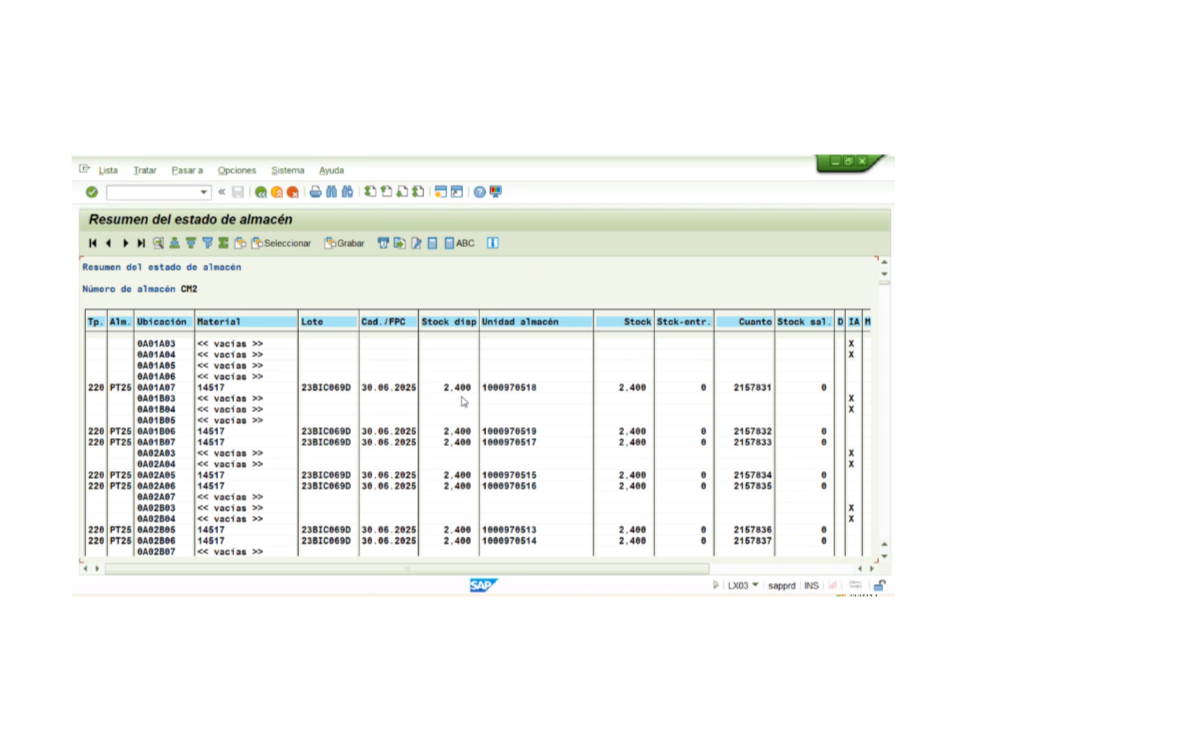 Lista Tratar Pasar a Opciones Sistema Ayuda
Resumen del estado de almacén
Seleccionar Grabar ABC
Resumen del estado de almacén
Número de almacén CM2
Tp. Alm. Ubicación Material Lote Cad./FPC Stock disp Unidad almacén Stock Stck-entr. Cuanto Stock sal. D IA M
0A01A03 << vacías >> X
0A01A04 << vacías >> X
0A01A05 << vacías >>
0A01A06 << vacías >>
220 PT25 0A01A07 14517 23BIC069D 30.06.2025 2,400 1000970518 2,400 0 2157831 0
0A01B03 << vacías >> X
0A01B04 << vacías >> X
0A01B05 << vacías >>
220 PT25 0A01B06 14517 23BIC069D 30.06.2025 2,400 1000970519 2,400 0 2157832 0
220 PT25 0A01B07 14517 23BIC069D 30.06.2025 2,400 1000970517 2,400 0 2157833 0
0A02A03 << vacías >> X
0A02A04 << vacías >> X
220 PT25 0A02A05 14517 23BIC069D 30.06.2025 2,400 1000970515 2,400 0 2157834 0
220 PT25 0A02A06 14517 23BIC069D 30.06.2025 2,400 1000970516 2,400 0 2157835 0
0A02A07 << vacías >>
0A02B03 << vacías >> X
0A02B04 << vacías >> X
220 PT25 0A02B05 14517 23BIC069D 30.06.2025 2,400 1000970513 2,400 0 2157836 0
220 PT25 0A02B06 14517 23BIC069D 30.06.2025 2,400 1000970514 2,400 0 2157837 0
0A02B07 << vacías >>
SAP LX03 sapprd INS